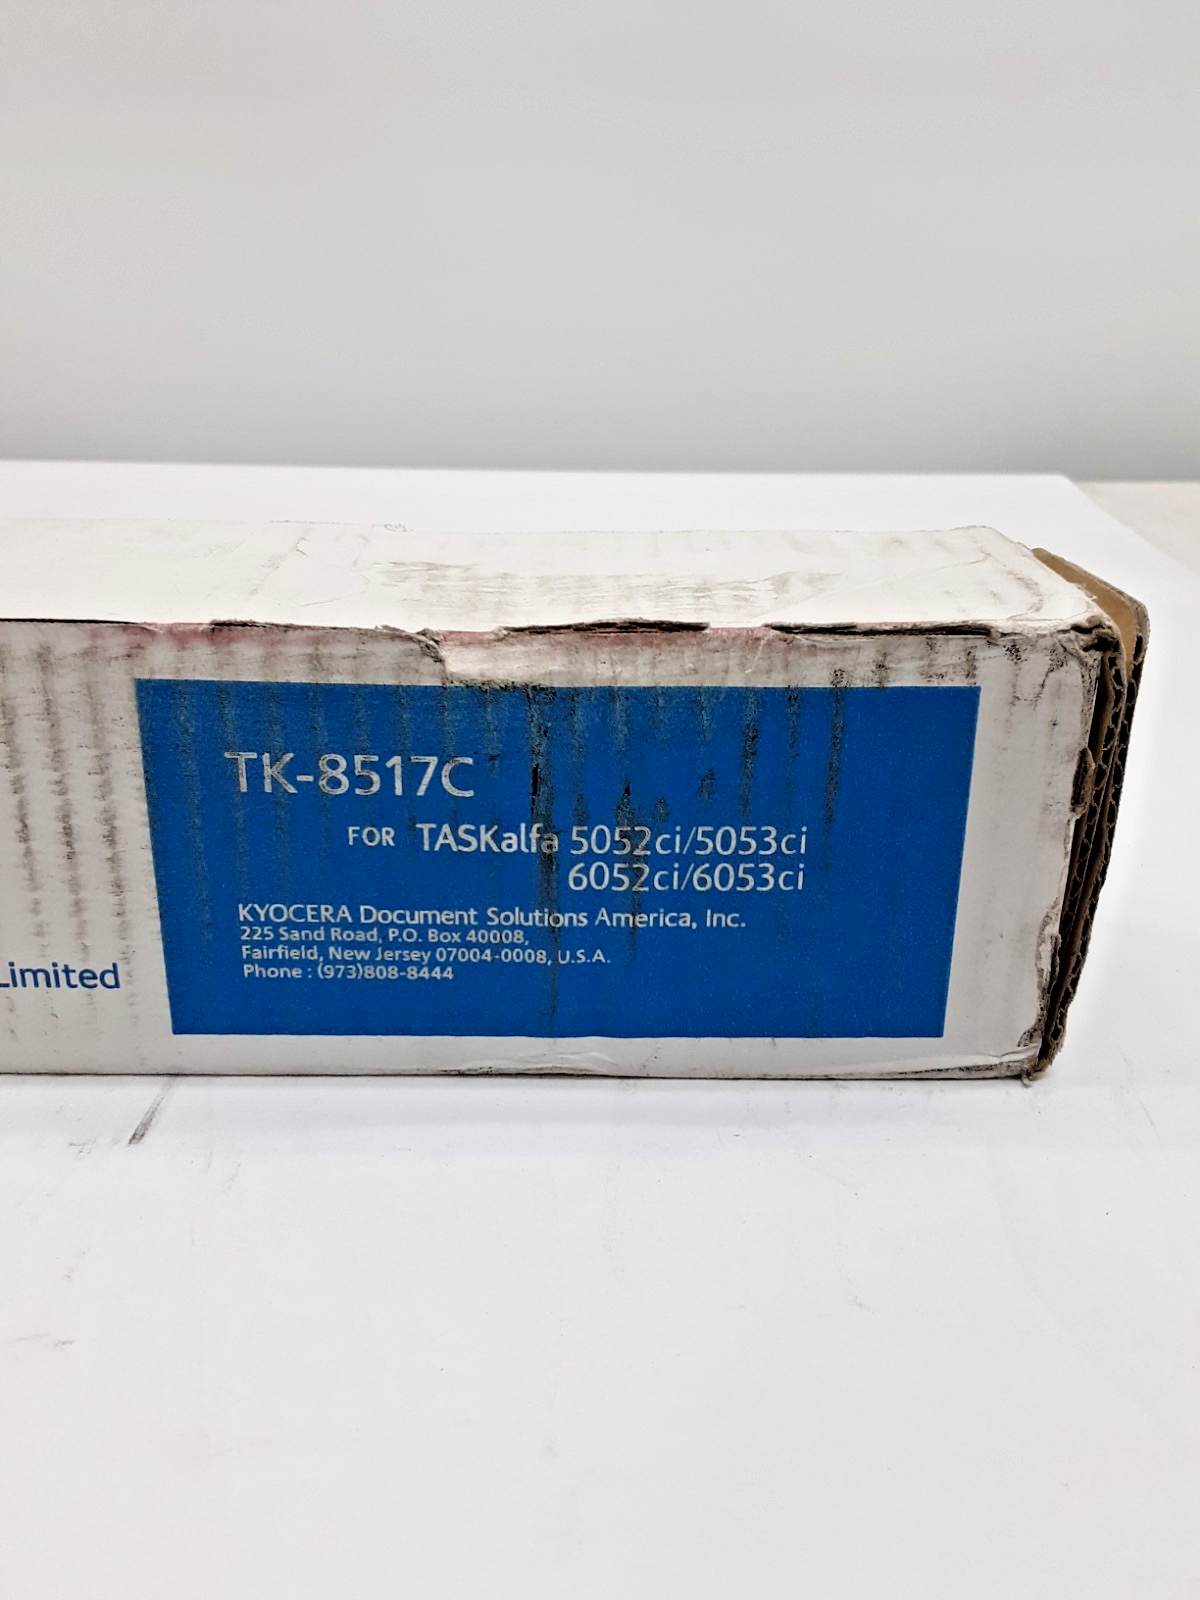 TK-8517C
FOR TASKalfa 5052ci/5053ci
6052ci/6053ci
KYOCERA Document Solutions America, Inc.
225 Sand Road, P.O. Box 40008,
Fairfield, New Jersey 07004-0008, U.S.A.
Phone : (973)808-8444
Limited